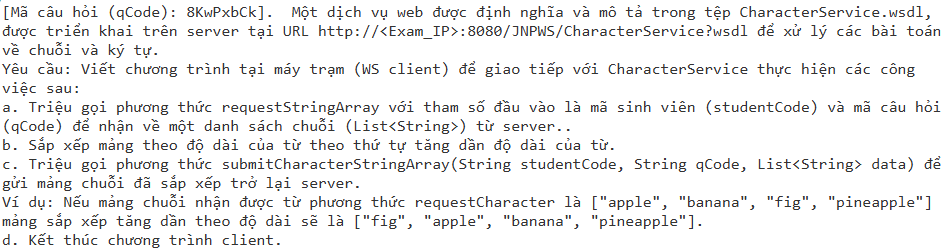 [Mã câu hỏi (qCode): 8KwPxbCk].  Một dịch vụ web được định nghĩa và mô tả trong tệp CharacterService.wsdl,
được triển khai trên server tại URL http://<Exam_IP>:8080/JNPWS/CharacterService?wsdl để xử lý các bài toán
về chuỗi và ký tự.
Yêu cầu: Viết chương trình tại máy trạm (WS client) để giao tiếp với CharacterService thực hiện các công
việc sau:
a. Triệu gọi phương thức requestStringArray với tham số đầu vào là mã sinh viên (studentCode) và mã câu hỏi
(qCode) để nhận về một danh sách chuỗi (List<String>) từ server..
b. Sắp xếp mảng theo độ dài của từ theo thứ tự tăng dần độ dài của từ.
c. Triệu gọi phương thức submitCharacterStringArray(String studentCode, String qCode, List<String> data) để
gửi mảng chuỗi đã sắp xếp trở lại server.
Ví dụ: Nếu mảng chuỗi nhận được từ phương thức requestCharacter là ["apple", "banana", "fig", "pineapple"]
mảng sắp xếp tăng dần theo độ dài sẽ là ["fig", "apple", "banana", "pineapple"].
d. Kết thúc chương trình client.